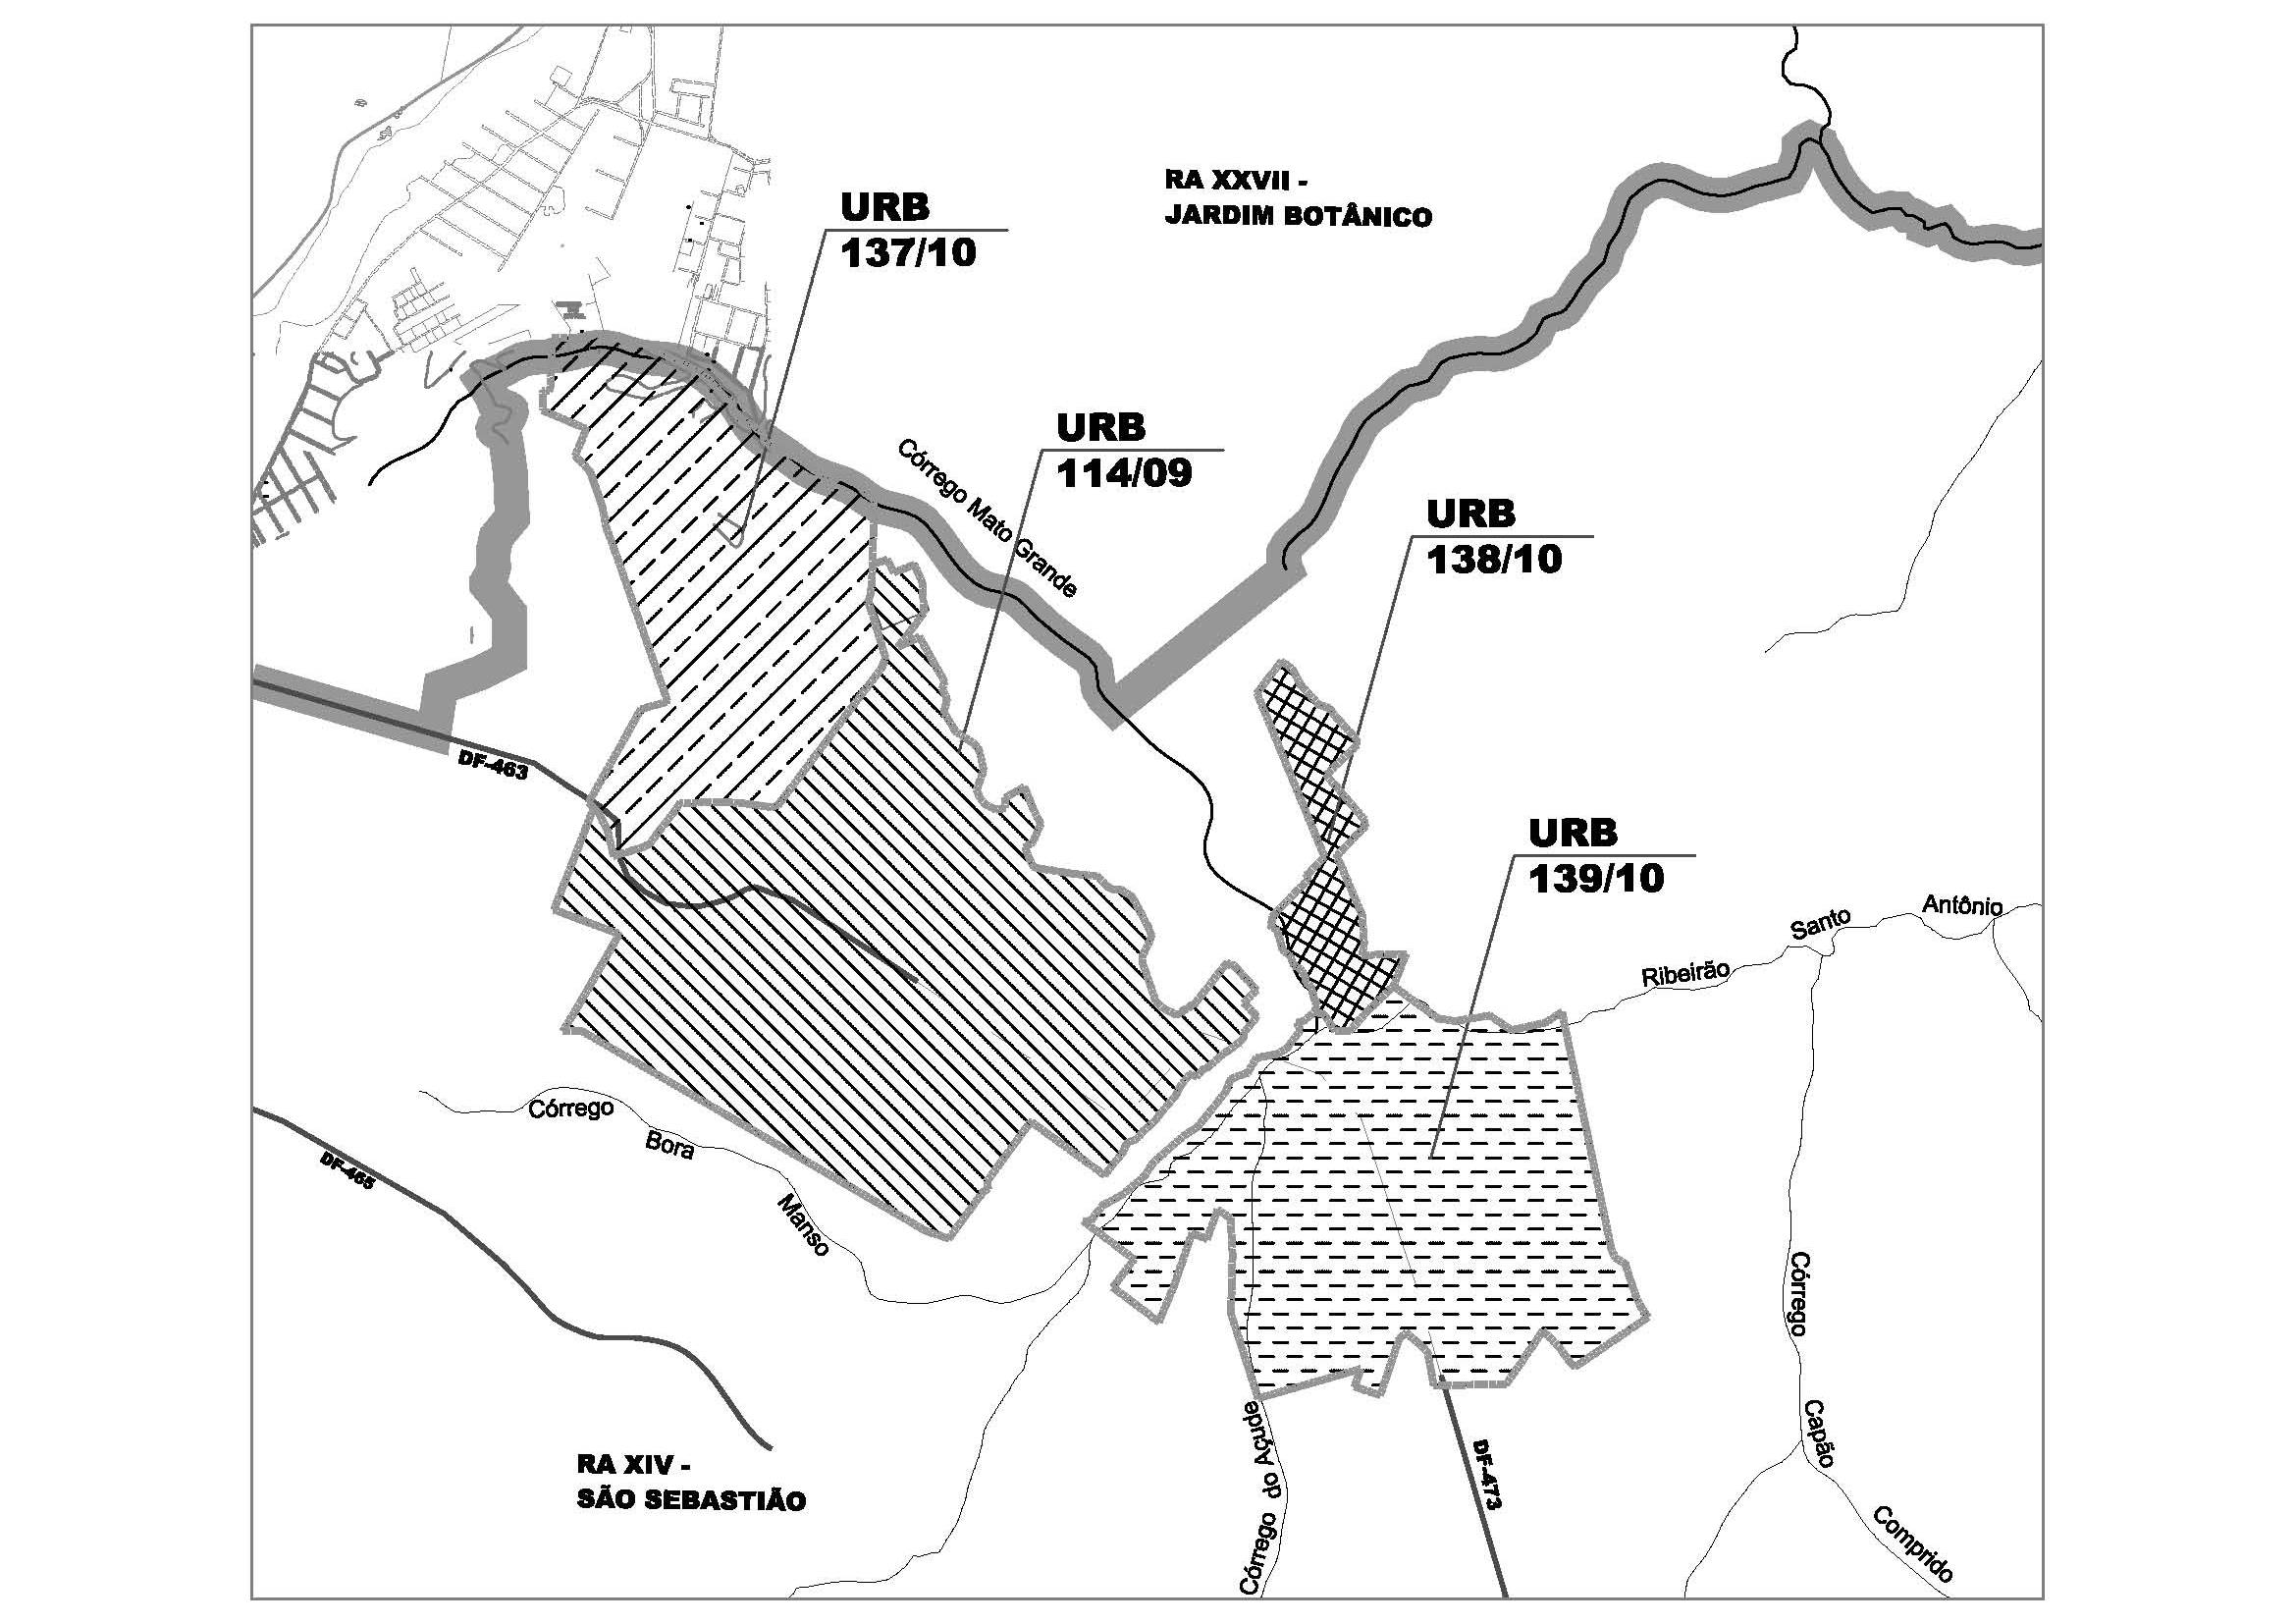 RA XXVII -
JARDIM BOTÂNICO
URB
137/10
URB
114/09
Córrego Mato Grande
URB
138/10
DF-463
URB
139/10
Ribeirão Santo Antônio
Córrego Bora Manso
DF-465
Córrego Capão Comprido
RA XIV -
SÃO SEBASTIÃO
Córrego do Açude
DF-473